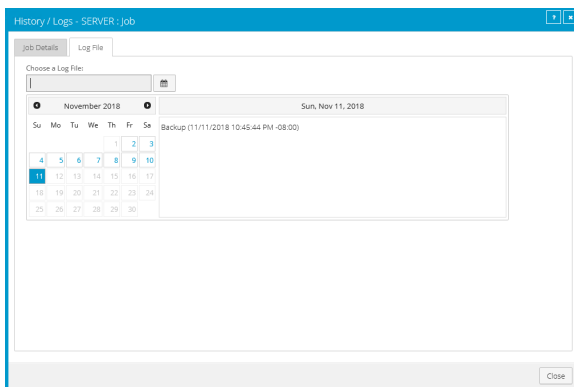 History / Logs - SERVER : Job
?
×
Job Details
Log File
Choose a Log File:
November 2018
Sun, Nov 11, 2018
Su Mo Tu We Th Fr Sa
Backup (11/11/2018 10:45:44 PM -08:00)
1 2 3
4 5 6 7 8 9 10
11 12 13 14 15 16 17
18 19 20 21 22 23 24
25 26 27 28 29 30
Close